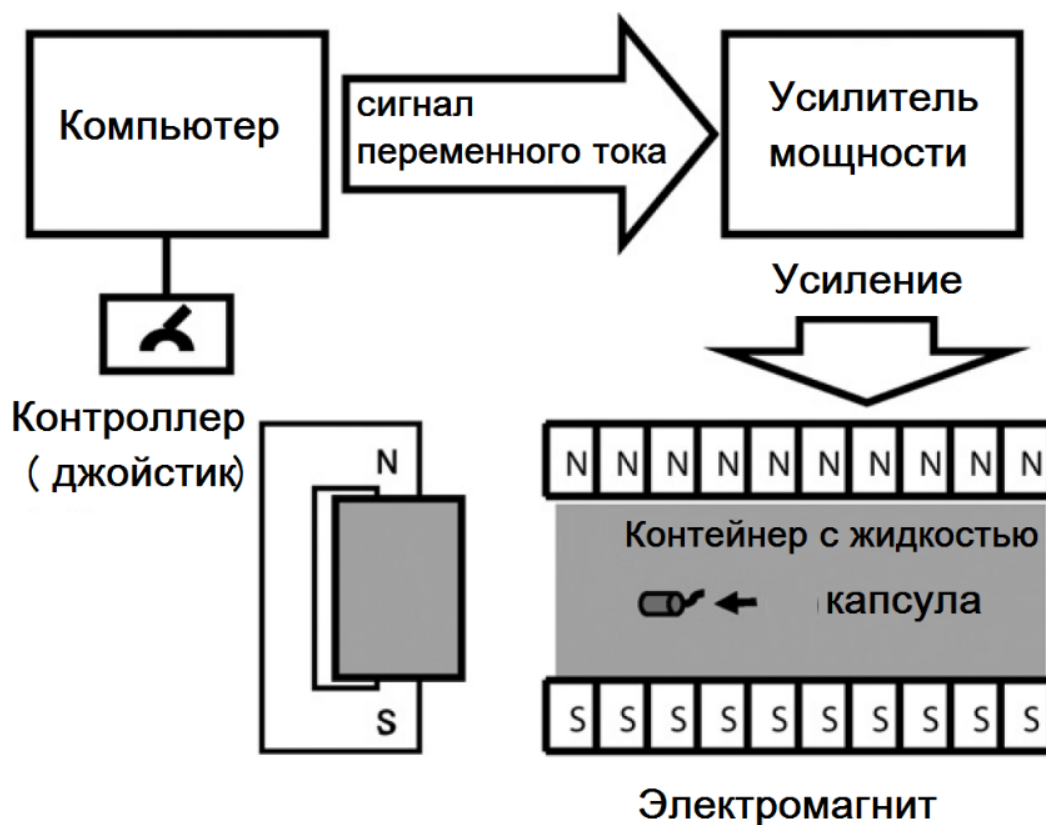 Компьютер
сигнал
переменного тока
Усилитель
мощности
Усиление
Контроллер
( джойстик)
N
S
N N N N N N N N N N
Контейнер с жидкостью
капсула
S S S S S S S S S S
Электромагнит